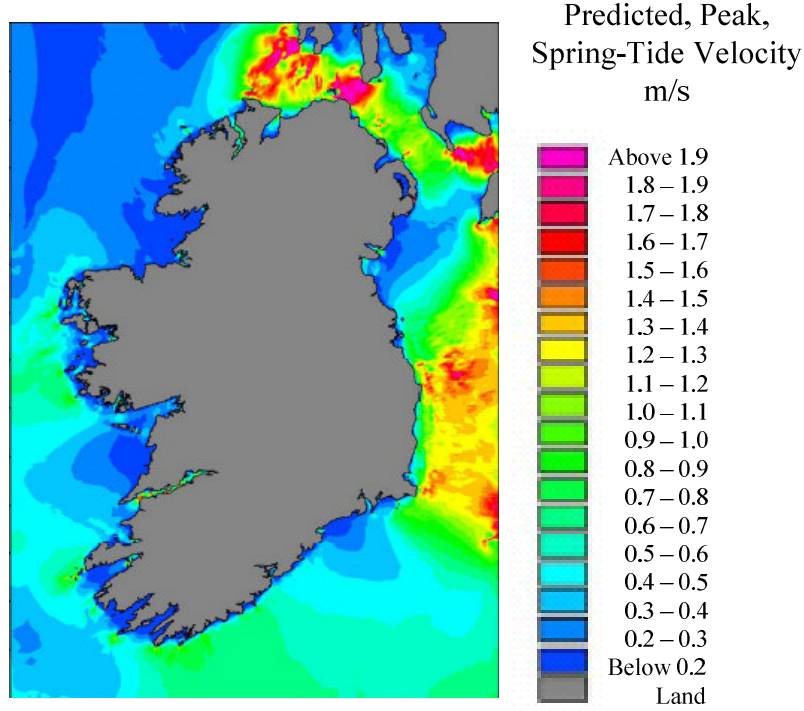 Predicted, Peak,
Spring-Tide Velocity
m/s
Above 1.9
1.8 – 1.9
1.7 – 1.8
1.6 – 1.7
1.5 – 1.6
1.4 – 1.5
1.3 – 1.4
1.2 – 1.3
1.1 – 1.2
1.0 – 1.1
0.9 – 1.0
0.8 – 0.9
0.7 – 0.8
0.6 – 0.7
0.5 – 0.6
0.4 – 0.5
0.3 – 0.4
0.2 – 0.3
Below 0.2
Land